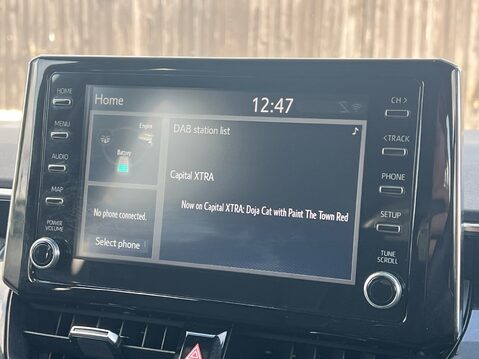 Home
12:47
HOME
MENU
AUDIO
MAP
POWER
VOLUME
Engine
Battery
No phone connected.
Select phone
DAB station list
Capital XTRA
Now on Capital XTRA: Doja Cat with Paint The Town Red
CH >
< TRACK
PHONE
SETUP
TUNE
SCROLL